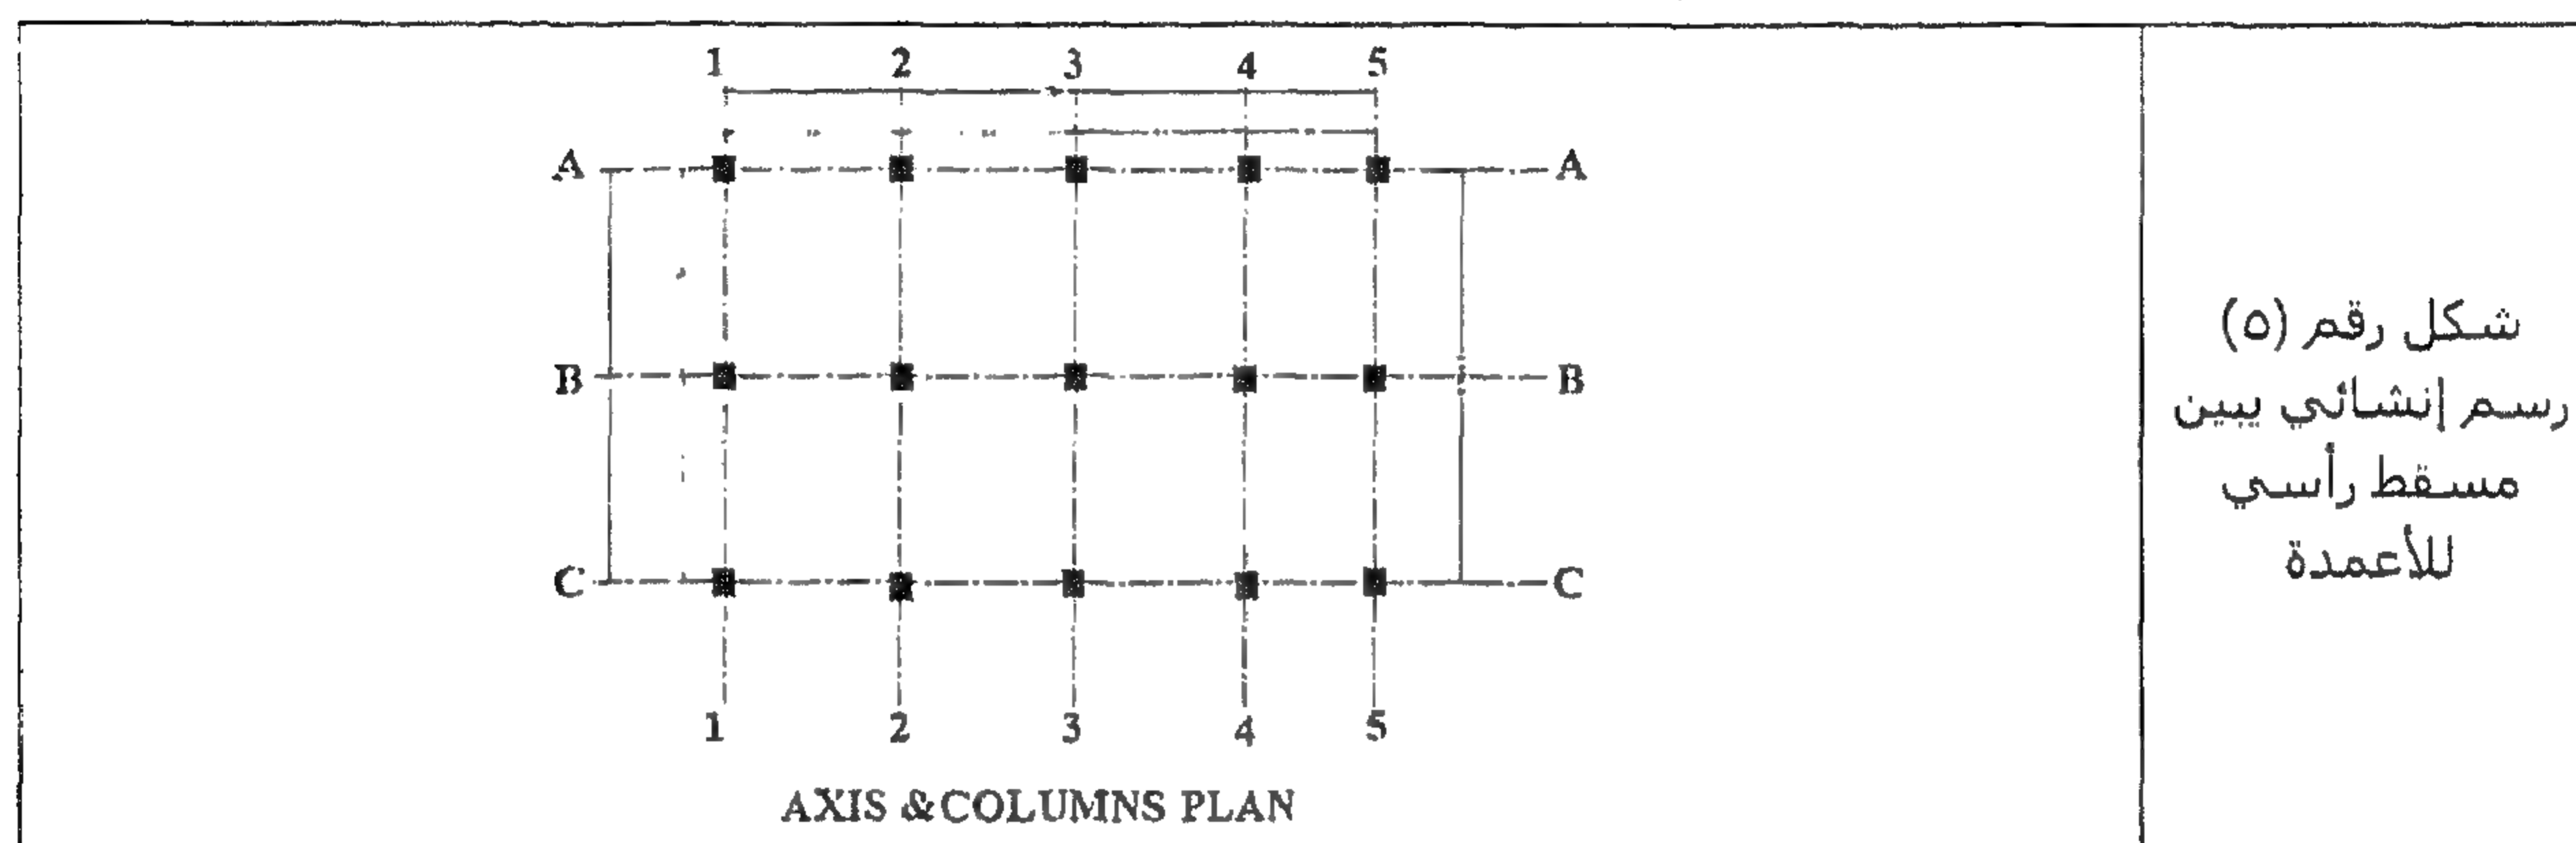 1 2 3 4 5
A A
B B
C C
1 2 3 4 5
AXIS &COLUMNS PLAN
شكل رقم (٥)
رسم إنشائي يبين
مسقط رأسي
للأعمدة